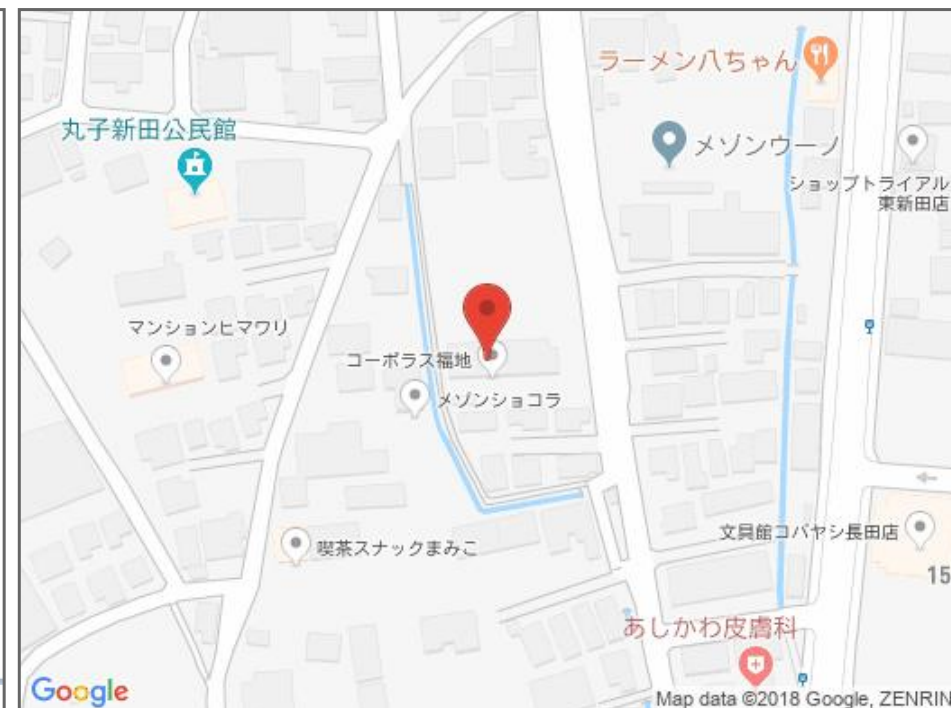 ラーメン八ちゃん
丸子新田公民館
メゾンウーノ
ショップトライアル
東新田店
マンションヒマワリ
コーポラス福地
メゾンショコラ
文具館コバヤシ長田店
喫茶スナックまみこ
15
あしかわ皮膚科
Google
Map data ©2018 Google, ZENRIN